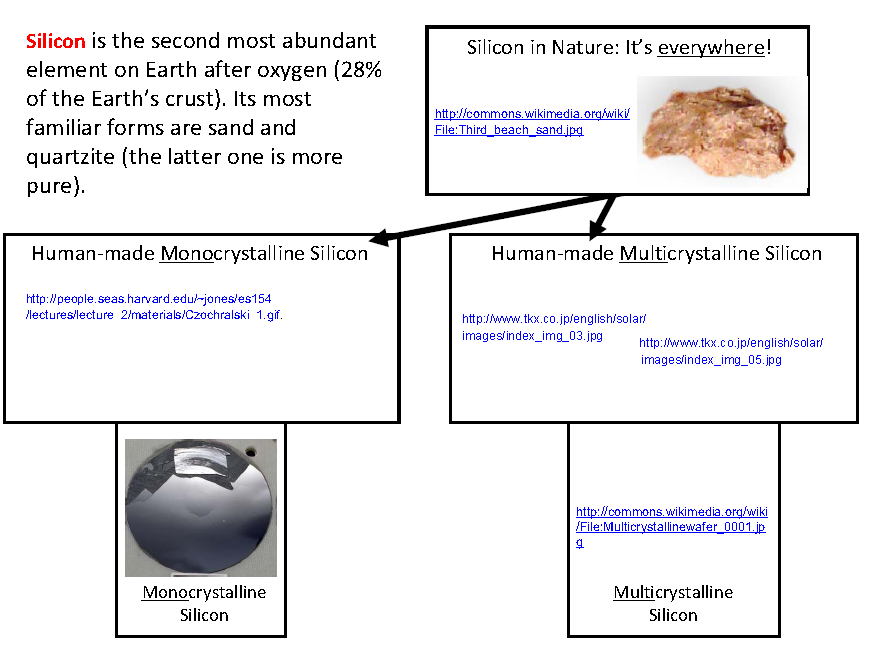 Silicon is the second most abundant
element on Earth after oxygen (28%
of the Earth's crust). Its most
familiar forms are sand and
quartzite (the latter one is more
pure).
Silicon in Nature: It's everywhere!
http://commons.wikimedia.org/wiki/
File:Third_beach_sand.jpg
Human-made Monocrystalline Silicon
http://people.seas.harvard.edu/~jones/es154
/lectures/lecture_2/materials/Czochralski_1.gif.
Human-made Multicrystalline Silicon
http://www.tkx.co.jp/english/solar/
images/index_img_03.jpg
http://www.tkx.co.jp/english/solar/
images/index_img_05.jpg
Monocrystalline
Silicon
http://commons.wikimedia.org/wiki
/File:Multicrystallinewafer_0001.jp
g
Multicrystalline
Silicon